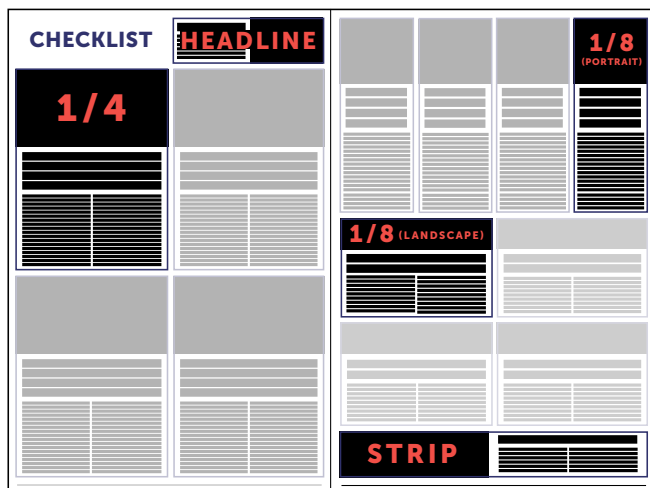 CHECKLIST
HEADLINE
1/4
1/8
(PORTRAIT)
1/8 (LANDSCAPE)
STRIP